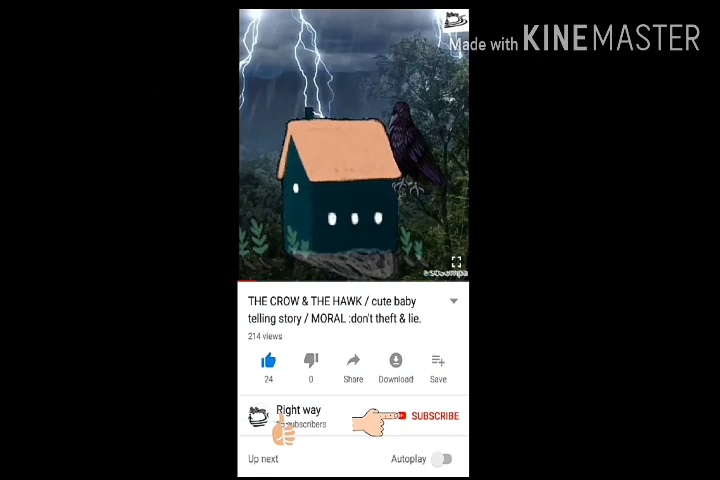 Made with KINEMASTER
THE CROW & THE HAWK / cute baby
telling story / MORAL :don't theft & lie.
214 views
24
0
Share
Download
Save
Right way
subscribers
SUBSCRIBE
Up next
Autoplay